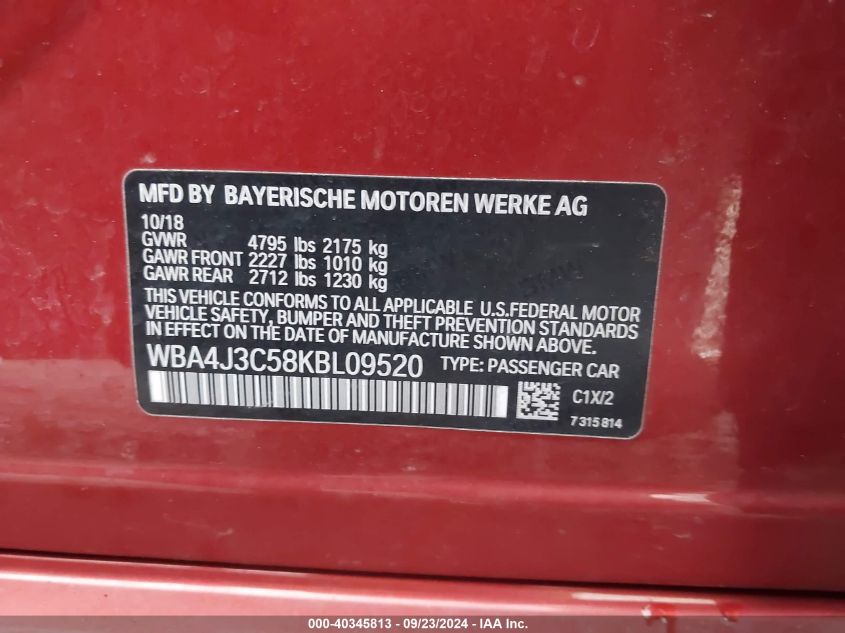 MFD BY BAYERISCHE MOTOREN WERKE AG
10/18
GVWR 4795 lbs 2175 kg
GAWR FRONT 2227 lbs 1010 kg
GAWR REAR 2712 lbs 1230 kg
THIS VEHICLE CONFORMS TO ALL APPLICABLE U.S.FEDERAL MOTOR
VEHICLE SAFETY, BUMPER AND THEFT PREVENTION STANDARDS
IN EFFECT ON THE DATE OF MANUFACTURE SHOWN ABOVE.
WBA4J3C58KBL09520 TYPE: PASSENGER CAR
C1X/2
7315814
000-40345813 - 09/23/2024 - IAA Inc.